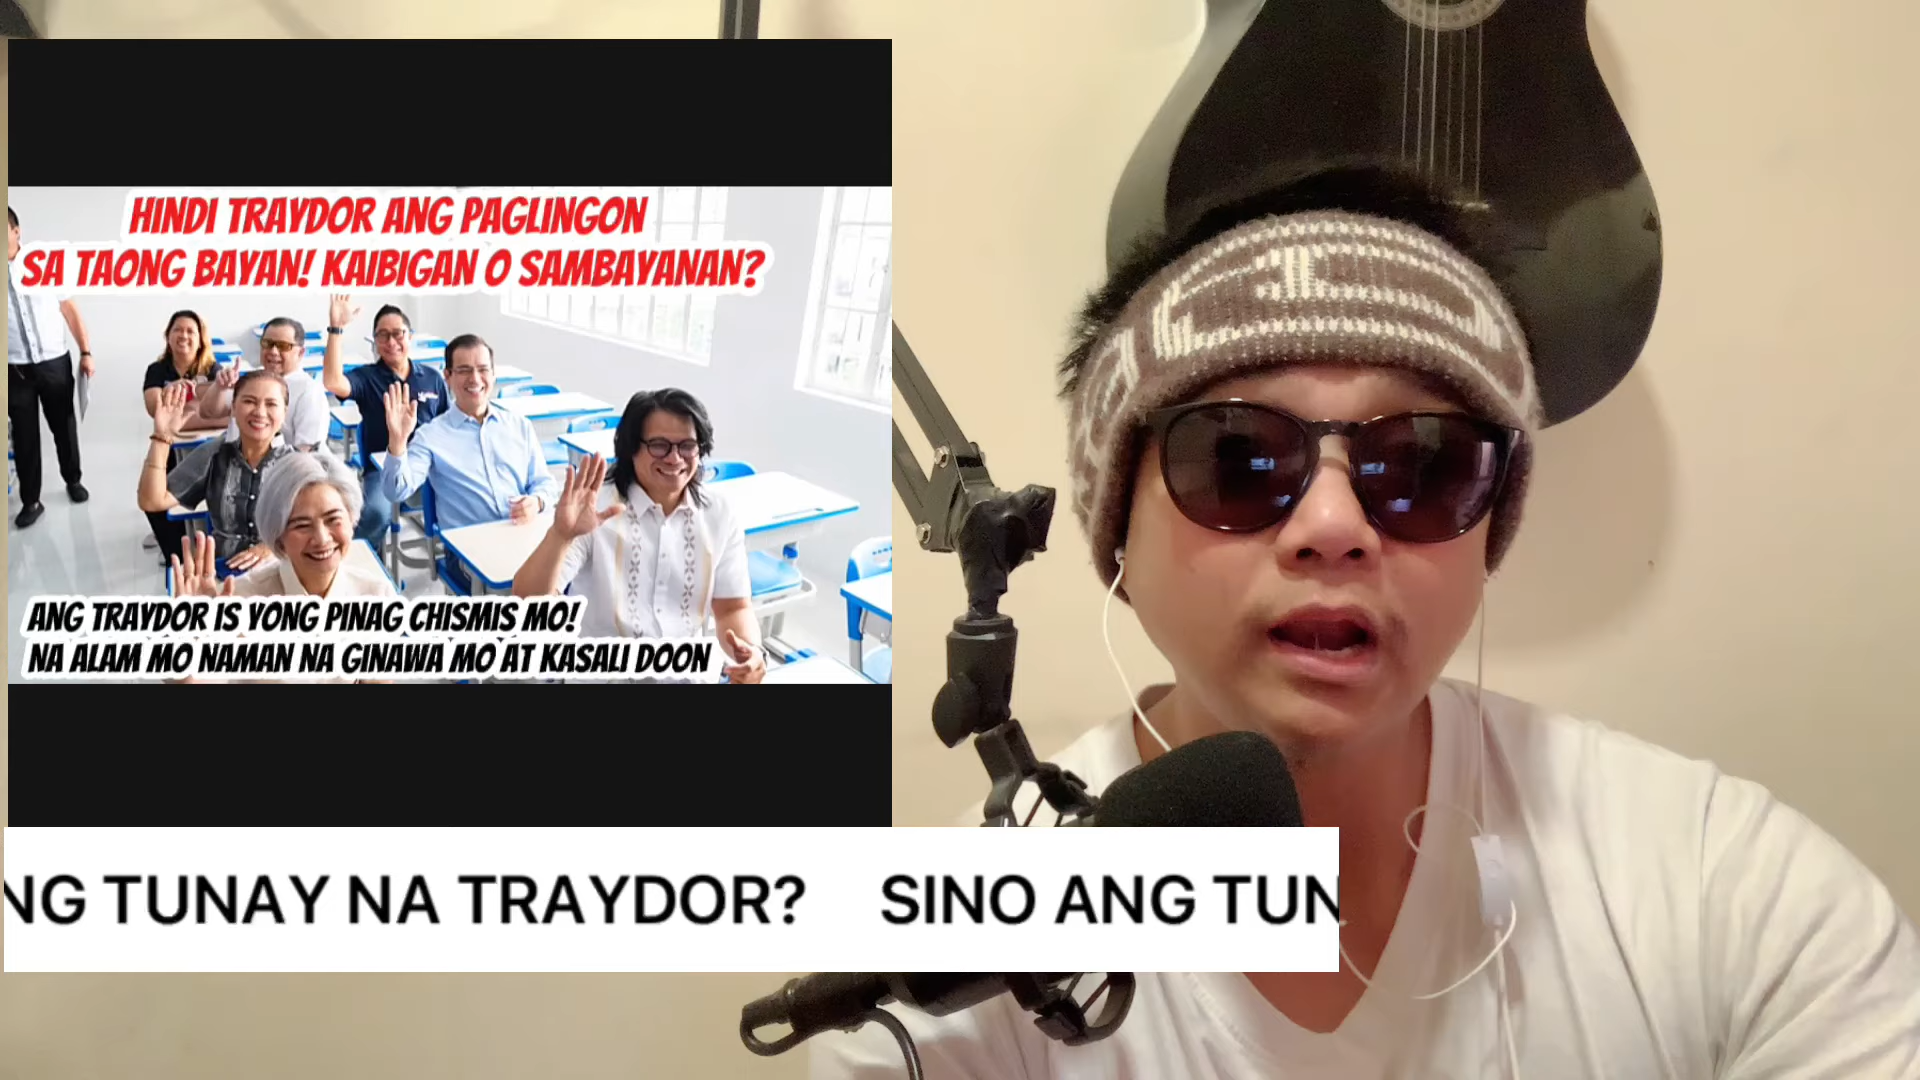 HINDI TRAYDOR ANG PAGLINGON
SA TAONG BAYAN! KAIBIGAN O SAMBAYANAN?
ANG TRAYDOR IS YONG PINAG CHISMIS MO!
NA ALAM MO NAMAN NA GINAWA MO AT KASALI DOON
NG TUNAY NA TRAYDOR? SINO ANG TUN